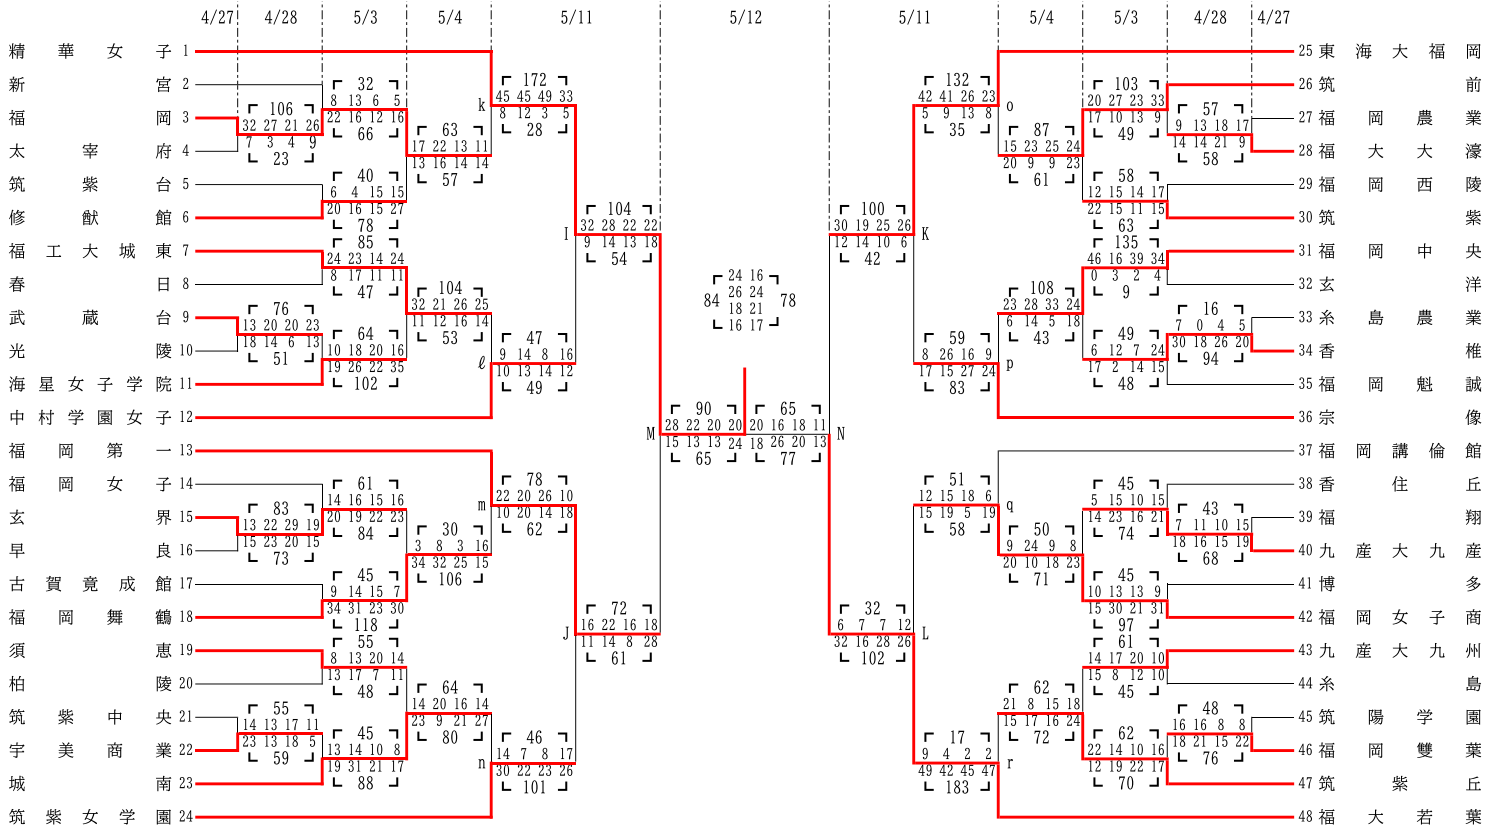 4/27 4/28 5/3 5/4 5/11 5/12 5/11 5/4 5/3 4/28 4/27
精華女子 1
新宮 2
福岡 3
太宰府 4
筑紫台 5
修猷館 6
福工大城東 7
春日 8
武蔵台 9
光陵 10
海星女子学院 11
中村学園女子 12
福岡第一 13
福岡女子 14
玄界 15
早良 16
古賀竟成館 17
福岡舞鶴 18
須恵 19
柏陵 20
筑紫中央 21
宇美商業 22
城南 23
筑紫女学園 24
106
32 27 21 26
7 3 4 9
23
76
13 20 20 23
18 14 6 13
51
83
13 22 29 19
15 23 20 15
73
55
14 13 17 11
23 13 18 5
59
32
8 13 6 5
22 16 12 16
66
40
6 4 15 15
20 16 15 27
78
85
24 23 14 24
8 17 11 11
47
64
10 18 20 16
19 26 22 35
102
61
14 16 15 16
20 19 22 23
84
45
9 14 15 7
34 31 23 30
118
55
8 13 20 14
13 17 7 11
48
45
13 14 10 8
19 31 21 17
88
63
17 22 13 11
13 16 14 14
57
104
32 21 26 25
11 12 16 14
53
30
3 8 3 16
34 32 25 15
106
64
14 20 16 14
23 9 21 27
80
k
172
45 45 49 33
8 12 3 5
28
ℓ
47
9 14 8 16
10 13 14 12
49
m
78
22 20 26 10
10 20 14 18
62
n
46
14 7 8 17
30 22 23 26
101
I
104
32 28 22 22
9 14 13 18
54
J
72
16 22 16 18
11 14 8 28
61
M
90
28 22 20 20
15 13 13 24
65
24 16
84 26 24 78
18 21
16 17
65
20 16 18 11
18 26 20 13
77
N
100
30 19 25 26
12 14 10 6
42
K
32
6 7 7 12
32 16 28 26
102
L
132
42 41 26 23
5 9 13 8
35
o
59
8 26 16 9
17 15 27 24
83
p
51
12 15 18 6
15 19 5 19
58
q
17
9 4 2 2
49 42 45 47
183
r
87
15 23 25 24
20 9 9 23
61
108
23 28 33 24
6 14 5 18
43
50
9 24 9 8
20 10 18 23
71
62
21 8 15 18
15 17 16 24
72
103
20 27 23 33
17 10 13 9
49
58
12 15 14 17
22 15 11 15
63
135
46 16 39 34
0 3 2 4
9
49
6 12 7 24
17 2 14 15
48
45
5 15 10 15
14 23 16 21
74
45
10 13 13 9
15 30 21 31
97
61
14 17 20 10
15 8 12 10
45
62
22 14 10 16
12 19 22 17
70
57
9 13 18 17
14 14 21 9
58
16
7 0 4 5
30 18 26 20
94
43
7 11 10 15
18 16 15 19
68
48
16 16 8 8
18 21 15 22
76
25 東海大福岡
26 筑前
27 福岡農業
28 福大大濠
29 福岡西陵
30 筑紫
31 福岡中央
32 玄洋
33 糸島農業
34 香椎
35 福岡魁誠
36 宗像
37 福岡講倫館
38 香住丘
39 福翔
40 九産大九産
41 博多
42 福岡女子商
43 九産大九州
44 糸島
45 筑陽学園
46 福岡雙葉
47 筑紫丘
48 福大若葉